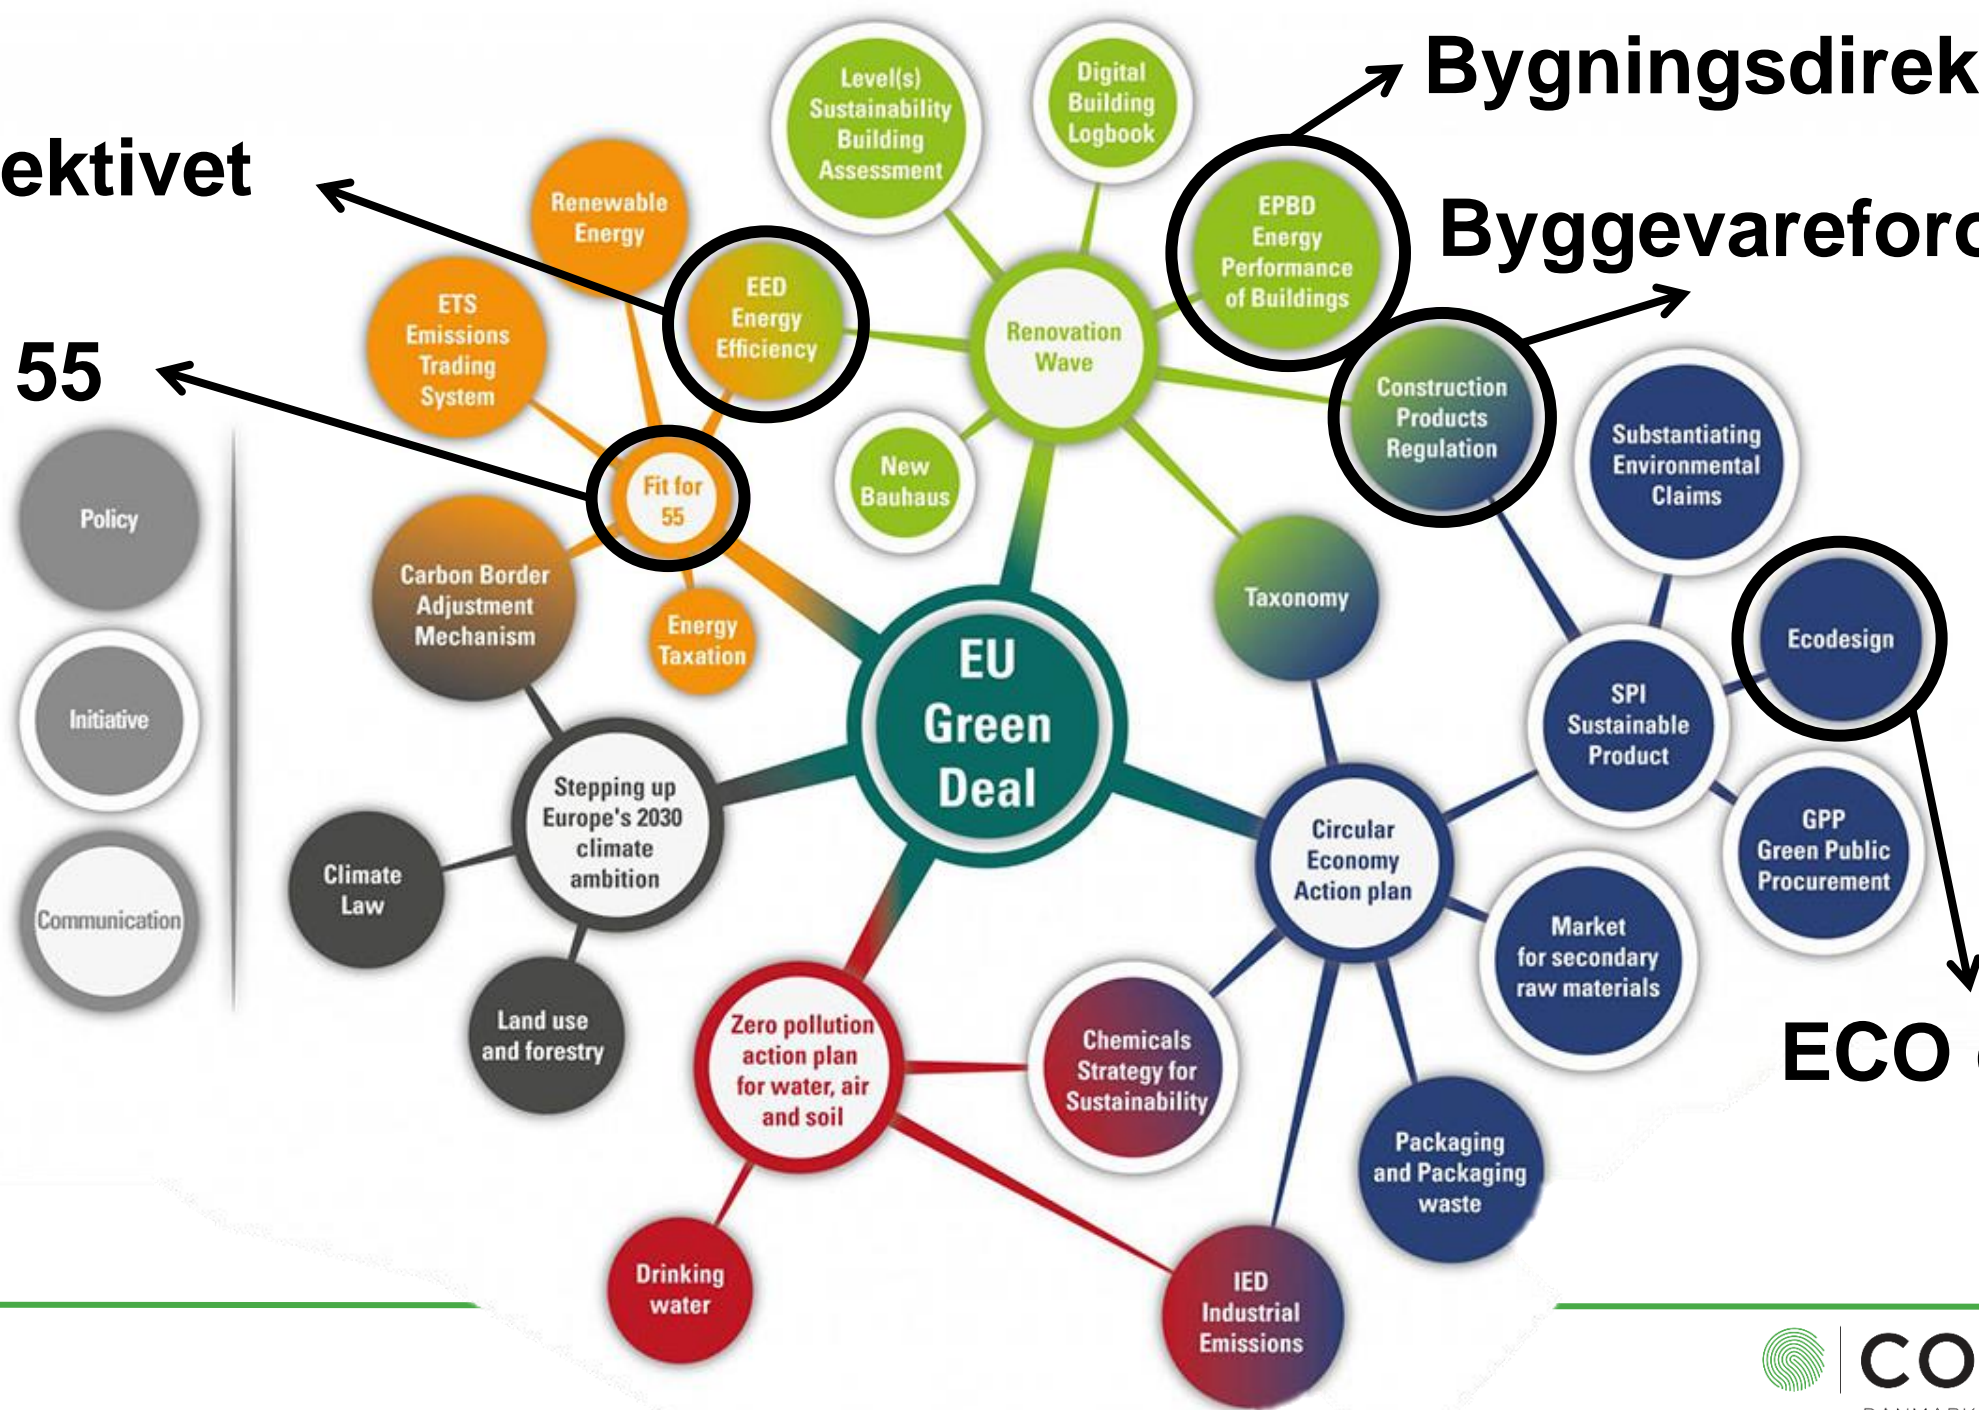 Bygningsdirek
ektivet
Byggevareford
55
ECO
Level(s)
Sustainability
Building
Assessment
Digital
Building
Logbook
Renewable
Energy
EPBD
Energy
Performance
of Buildings
ETS
Emissions
Trading
System
EED
Energy
Efficiency
Renovation
Wave
Construction
Products
Regulation
Substantiating
Environmental
Claims
New
Bauhaus
Fit for
55
Policy
Carbon Border
Adjustment
Mechanism
Energy
Taxation
Taxonomy
Ecodesign
EU
Green
Deal
SPI
Sustainable
Product
Initiative
Stepping up
Europe's 2030
climate
ambition
Circular
Economy
Action plan
GPP
Green Public
Procurement
Climate
Law
Communication
Market
for secondary
raw materials
Land use
and forestry
Zero pollution
action plan
for water, air
and soil
Chemicals
Strategy for
Sustainability
Packaging
and Packaging
waste
Drinking
water
IED
Industrial
Emissions
CO